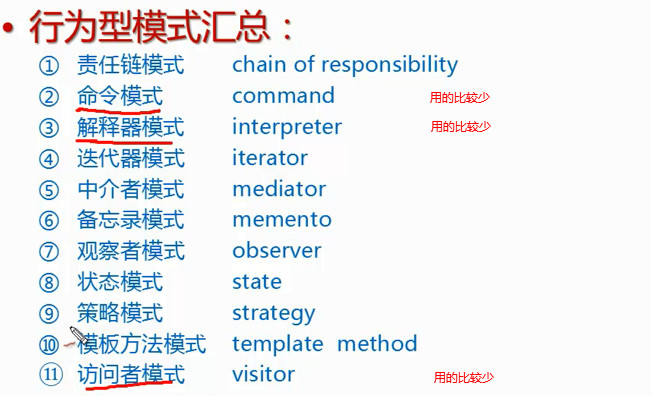 • 行为型模式汇总：
① 责任链模式 chain of responsibility
② 命令模式 command 用的比较少
③ 解释器模式 interpreter 用的比较少
④ 迭代器模式 iterator
⑤ 中介者模式 mediator
⑥ 备忘录模式 memento
⑦ 观察者模式 observer
⑧ 状态模式 state
⑨ 策略模式 strategy
⑩ 模板方法模式 template method
⑪ 访问者模式 visitor 用的比较少